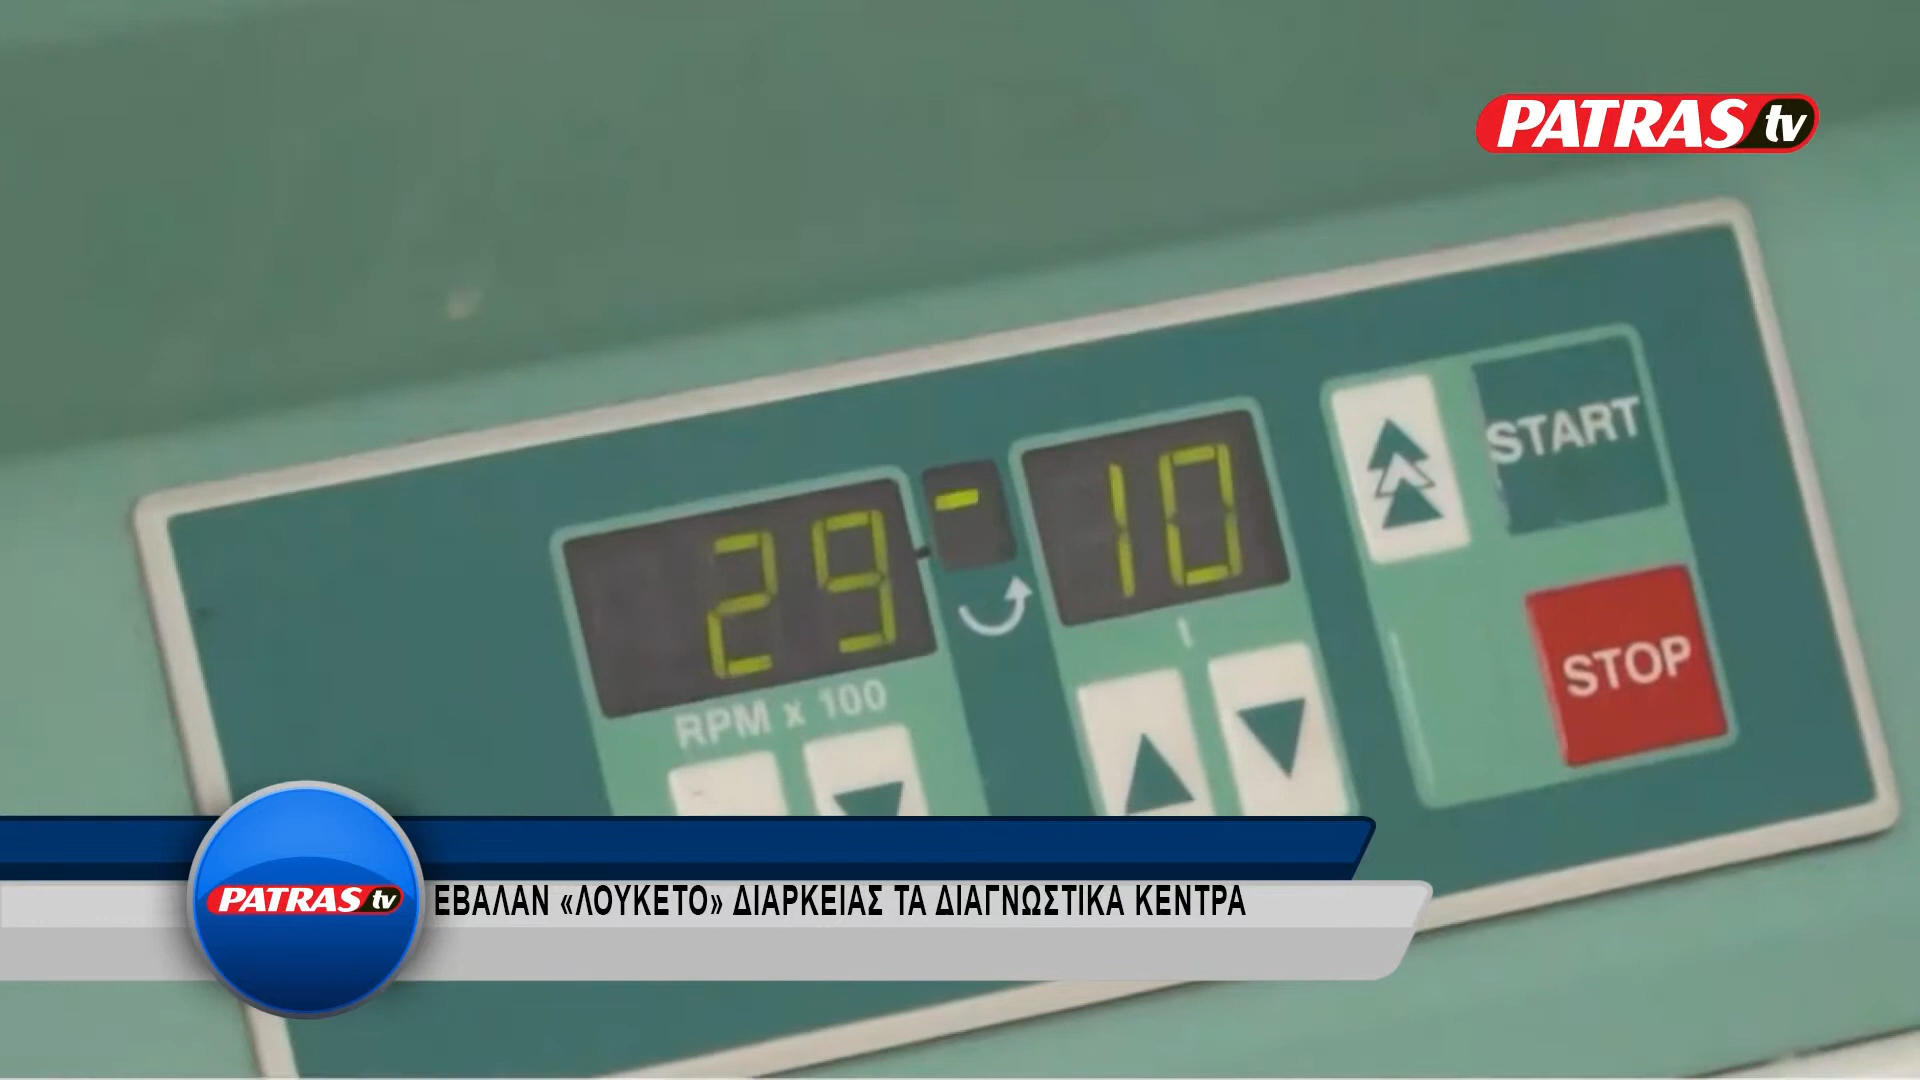 PATRAS tv
START
10
29
STOP
RPM x 100
PATRAS tv
ΕΒΑΛΑΝ «ΛΟΥΚΕΤΟ» ΔΙΑΡΚΕΙΑΣ ΤΑ ΔΙΑΓΝΩΣΤΙΚΑ ΚΕΝΤΡΑ